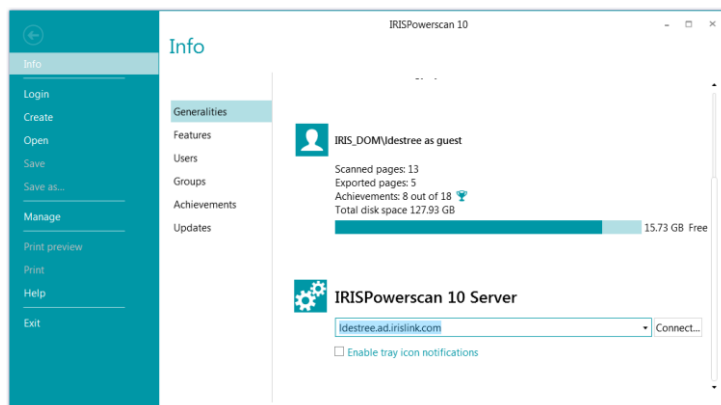 IRISPowerscan 10
Info
Info
Login
Create
Open
Save
Save as...
Manage
Print preview
Print
Help
Exit
Generalities
Features
Users
Groups
Achievements
Updates
IRIS_DOM\ldestree as guest
Scanned pages: 13
Exported pages: 5
Achievements: 8 out of 18
Total disk space 127.93 GB
15.73 GB Free
IRISPowerscan 10 Server
ldestree.ad.irislink.com
Connect...
Enable tray icon notifications